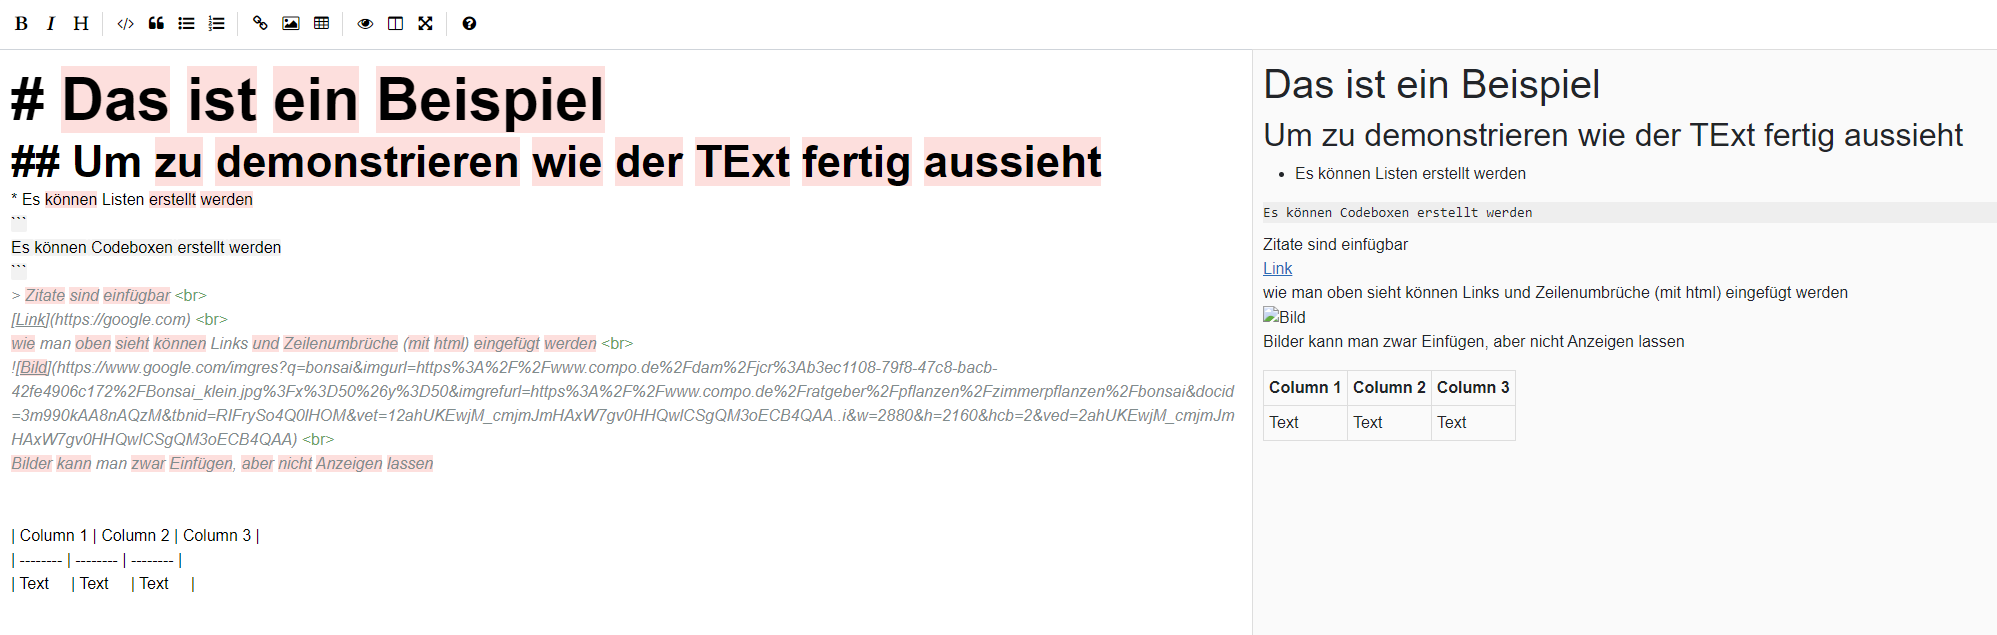 B I H
# Das ist ein Beispiel
## Um zu demonstrieren wie der TExt fertig aussieht
* Es können Listen erstellt werden
```
Es können Codeboxen erstellt werden
```
> Zitate sind einfügbar <br>
[Link](https://google.com) <br>
wie man oben sieht können Links und Zeilenumbrüche (mit html) eingefügt werden <br>
![Bild](https://www.google.com/imgres?q=bonsai&imgurl=https%3A%2F%2Fwww.compo.de%2Fdam%2Fjcr%3Ab3ec1108-79f8-47c8-bacb-
42fe4906c172%2FBonsai_klein.jpg%3Fx%3D50%26y%3D50&imgrefurl=https%3A%2F%2Fwww.compo.de%2Fratgeber%2Fpflanzen%2Fzimmerpflanzen%2Fbonsai&docid
=3m990kAA8nAQzM&tbnid=RIFrySo4Q0IHOM&vet=12ahUKEwjM_cmjmJmHAxW7gv0HHQwlCSgQM3oECB4QAA..i&w=2880&h=2160&hcb=2&ved=2ahUKEwjM_cmjmJm
HAxW7gv0HHQwlCSgQM3oECB4QAA) <br>
Bilder kann man zwar Einfügen, aber nicht Anzeigen lassen
| Column 1 | Column 2 | Column 3 |
| -------- | -------- | -------- |
| Text     | Text     | Text     |
Das ist ein Beispiel
Um zu demonstrieren wie der TExt fertig aussieht
• Es können Listen erstellt werden
Es können Codeboxen erstellt werden
Zitate sind einfügbar
Link
wie man oben sieht können Links und Zeilenumbrüche (mit html) eingefügt werden
Bild
Bilder kann man zwar Einfügen, aber nicht Anzeigen lassen
Column 1 Column 2 Column 3
Text Text Text